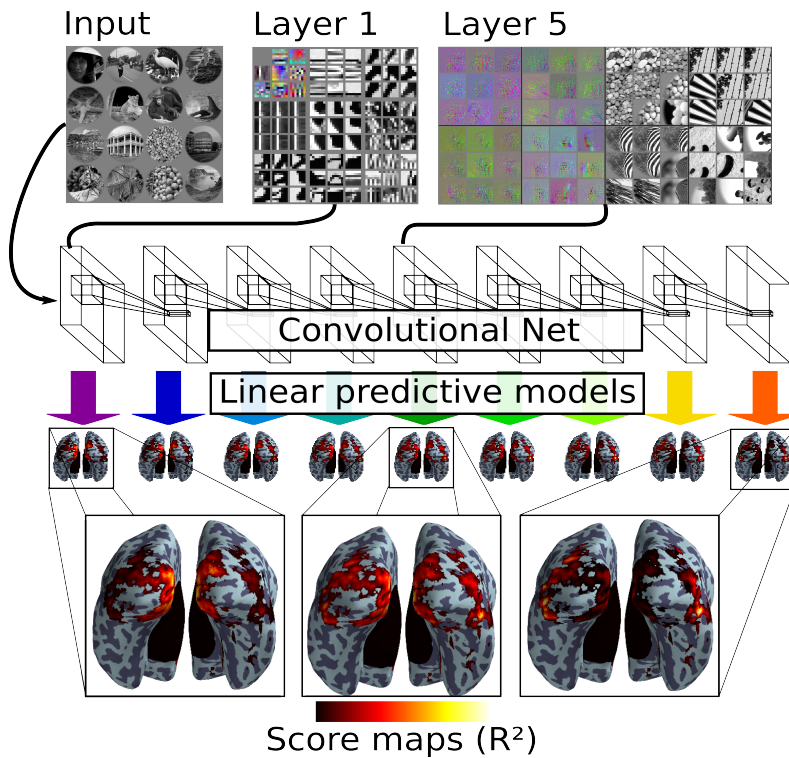 Input
Layer 1
Layer 5
Convolutional Net
Linear predictive models
Score maps (R²)